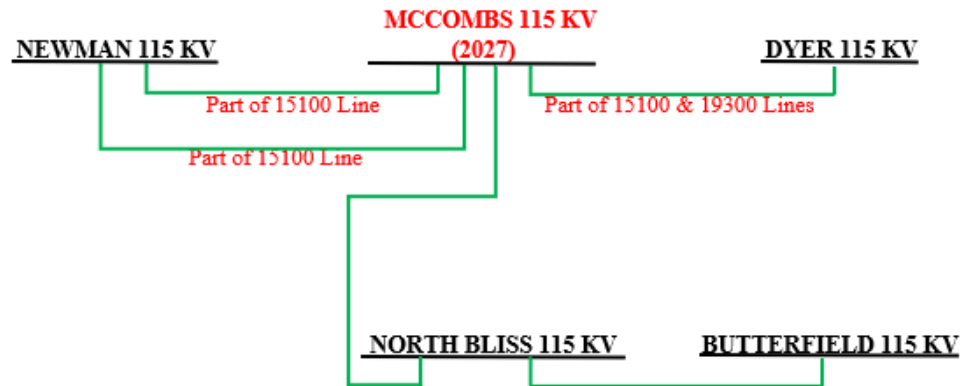 MCCOMBS 115 KV
(2027)
NEWMAN 115 KV
DYER 115 KV
Part of 15100 Line
Part of 15100 & 19300 Lines
Part of 15100 Line
NORTH BLISS 115 KV
BUTTERFIELD 115 KV